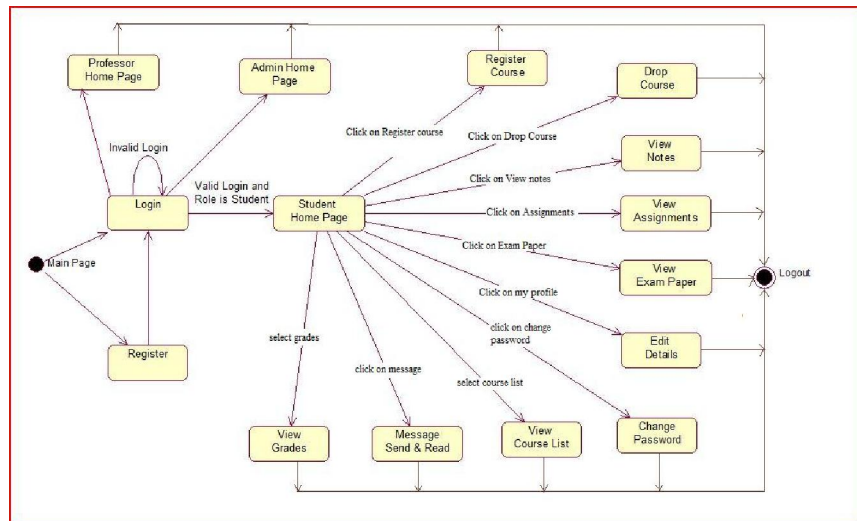 Professor
Home Page
Admin Home
Page
Register
Course
Drop
Course
Click on Register course
Click on Drop Course
Invalid Login
View
Notes
Click on View notes
Valid Login and
Role is Student
Login
Student
Home Page
Click on Assignments
View
Assignments
Click on Exam Paper
Main Page
View
Exam Paper
Logout
Click on my profile
click on change
password
select grades
Register
Edit
Details
click on message
select course list
View
Grades
Message
Send & Read
View
Course List
Change
Password